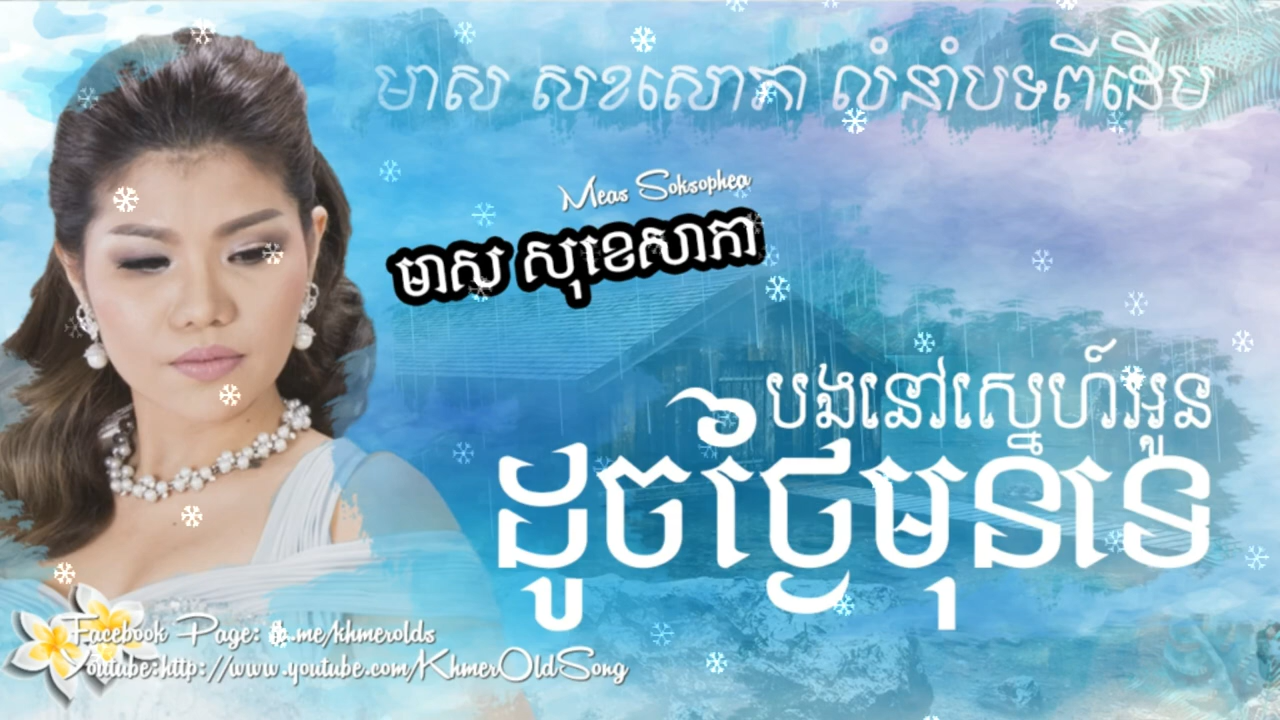 មាស សុខសោភា លំនាំបទពីដើម
Meas Soksophea
មាស សុខសោភា
បងនៅស្នេហ៍អូន
ដូចថ្ងៃមុនទេ
Facebook Page: fb.me/khmerolds
Youtube:http://www.youtube.com/KhmerOldSong